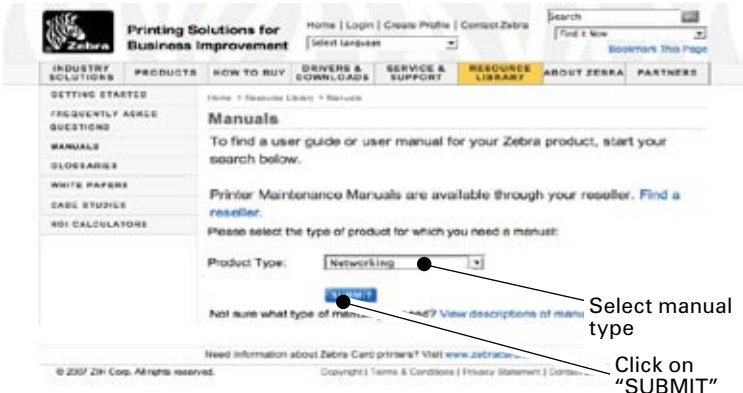 Zebra
Printing Solutions for
Business Improvement
Home | Login | Create Profile | Contact Zebra
Select Language
Search
Find it Now
Bookmark This Page
INDUSTRY
SOLUTIONS
PRODUCTS
HOW TO BUY
DRIVERS &
DOWNLOADS
SERVICE &
SUPPORT
RESOURCE
LIBRARY
ABOUT ZEBRA
PARTNERS
GETTING STARTED
FREQUENTLY ASKED
QUESTIONS
MANUALS
GLOSSARIES
WHITE PAPERS
CASE STUDIES
ROI CALCULATORS
Home > Resource Library > Manuals
Manuals
To find a user guide or user manual for your Zebra product, start your
search below.
Printer Maintenance Manuals are available through your reseller. Find a
reseller.
Please select the type of product for which you need a manual:
Product Type: Networking
SUBMIT
Not sure what type of need? View descriptions of
Select manual
type
Click on
"SUBMIT"
Need information about Zebra Card printers? Visit
© 2007 ZIH Corp. All rights reserved.
Copyright | Terms & Conditions | Privacy Statement |